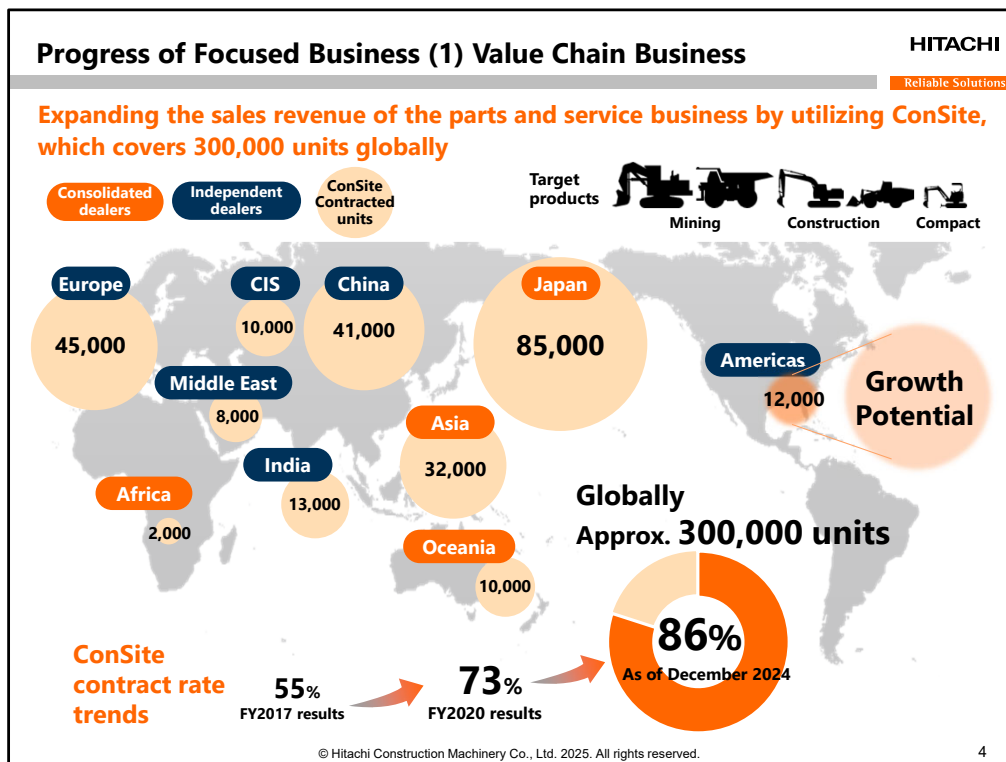 Progress of Focused Business (1) Value Chain Business
HITACHI
Reliable Solutions
Expanding the sales revenue of the parts and service business by utilizing ConSite,
which covers 300,000 units globally
Consolidated
dealers
Independent
dealers
ConSite
Contracted
units
Target
products
Mining
Construction
Compact
Europe
45,000
CIS
10,000
China
41,000
Japan
85,000
Americas
12,000
Growth
Potential
Middle East
8,000
Asia
32,000
India
13,000
Africa
2,000
Oceania
10,000
Globally
Approx. 300,000 units
86%
As of December 2024
ConSite
contract rate
trends
55%
FY2017 results
73%
FY2020 results
© Hitachi Construction Machinery Co., Ltd. 2025. All rights reserved.
4